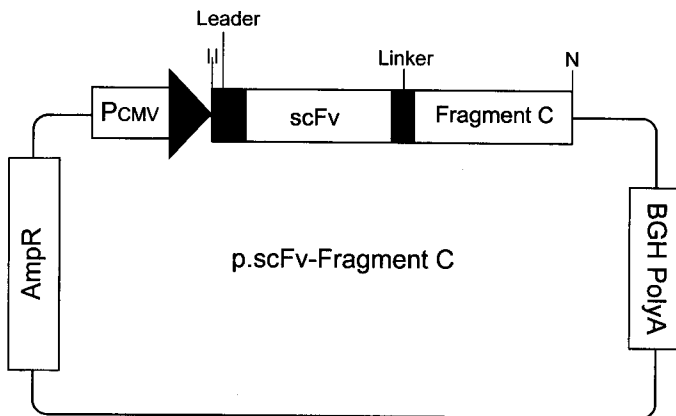 Leader
Linker
N
PCMV
scFv
Fragment C
AmpR
p.scFv-Fragment C
BGH PolyA